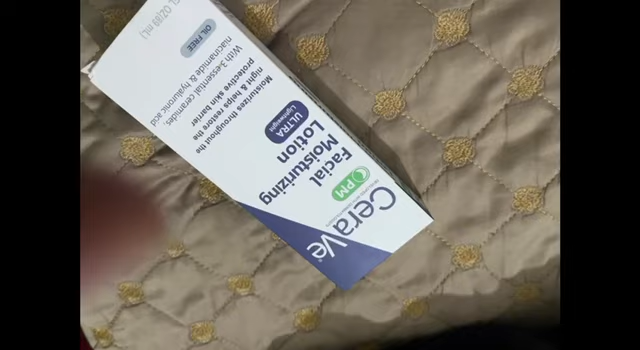 CeraVe
PM
Facial
Moisturizing
Lotion
ULTRA
Lightweight
Moisturizes throughout the
night & helps restore the
protective skin barrier
With 3 essential ceramides,
niacinamide & hyaluronic acid
OIL FREE